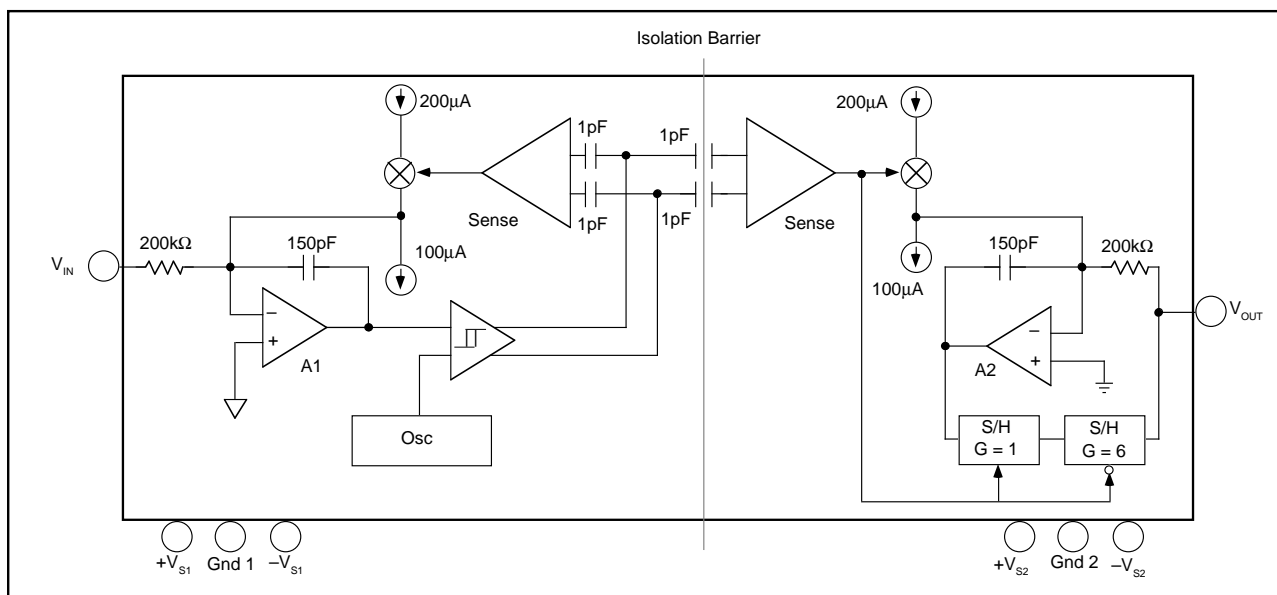 Isolation Barrier
200µA
200µA
1pF
1pF
1pF
1pF
Sense
Sense
150pF
100µA
200kΩ
V_IN
A1
Osc
150pF
200kΩ
100µA
V_OUT
A2
S/H
G = 1
S/H
G = 6
+V_S1
Gnd 1
–V_S1
+V_S2
Gnd 2
–V_S2